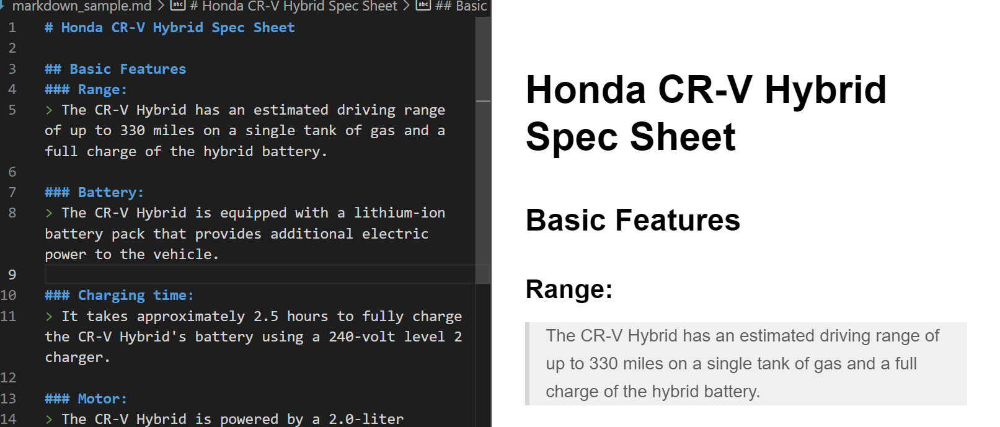 markdown_sample.md > abc # Honda CR-V Hybrid Spec Sheet > abc ## Basic
1 # Honda CR-V Hybrid Spec Sheet
2
3 ## Basic Features
4 ### Range:
5 > The CR-V Hybrid has an estimated driving range
of up to 330 miles on a single tank of gas and a
full charge of the hybrid battery.
6
7 ### Battery:
8 > The CR-V Hybrid is equipped with a lithium-ion
battery pack that provides additional electric
power to the vehicle.
9
10 ### Charging time:
11 > It takes approximately 2.5 hours to fully charge
the CR-V Hybrid's battery using a 240-volt level 2
charger.
12
13 ### Motor:
14 > The CR-V Hybrid is powered by a 2.0-liter
Honda CR-V Hybrid
Spec Sheet
Basic Features
Range:
The CR-V Hybrid has an estimated driving range of
up to 330 miles on a single tank of gas and a full
charge of the hybrid battery.